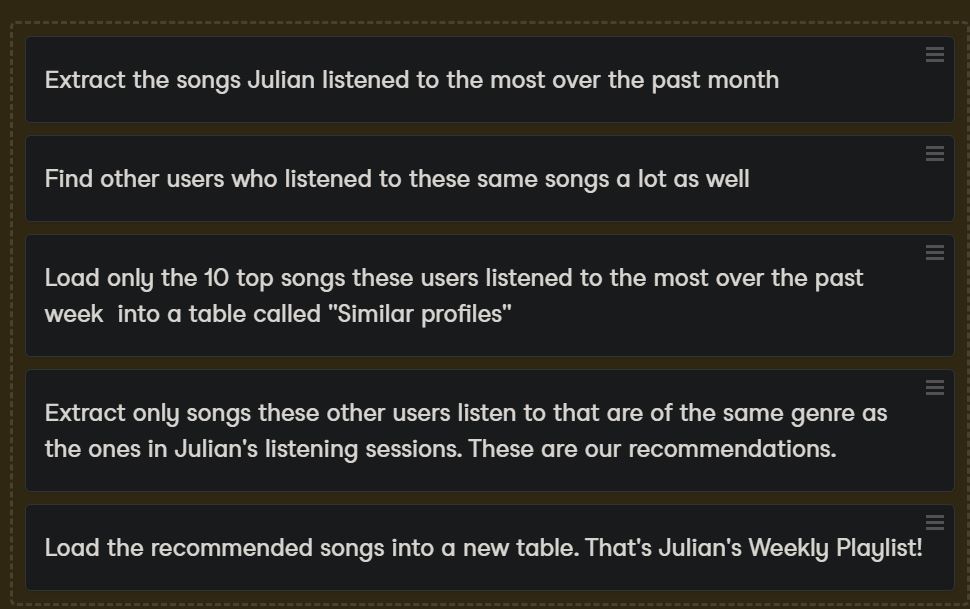 Extract the songs Julian listened to the most over the past month
Find other users who listened to these same songs a lot as well
Load only the 10 top songs these users listened to the most over the past
week  into a table called "Similar profiles"
Extract only songs these other users listen to that are of the same genre as
the ones in Julian's listening sessions. These are our recommendations.
Load the recommended songs into a new table. That's Julian's Weekly Playlist!